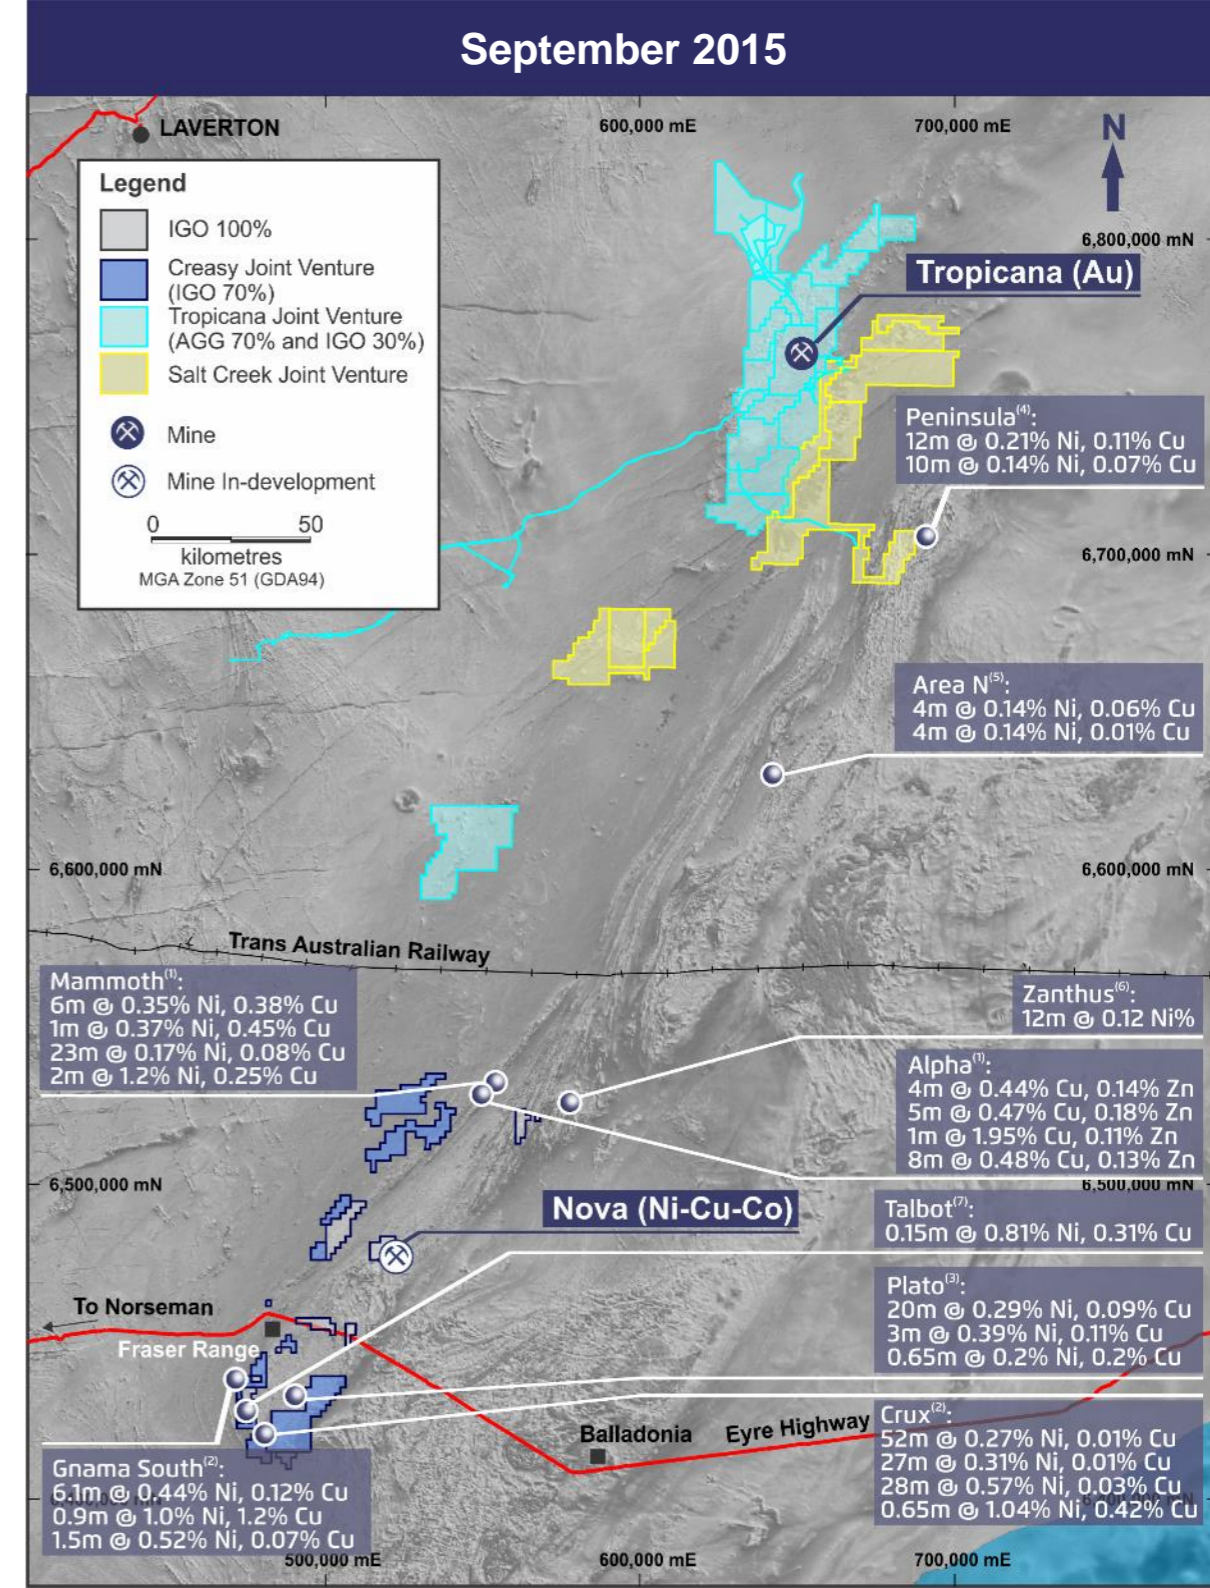 September 2015
LAVERTON
600,000 mE
700,000 mE
N
Legend
IGO 100%
Creasy Joint Venture
(IGO 70%)
Tropicana Joint Venture
(AGG 70% and IGO 30%)
Salt Creek Joint Venture
Mine
Mine In-development
0 50
kilometres
MGA Zone 51 (GDA94)
6,800,000 mN
Tropicana (Au)
Peninsula(4):
12m @ 0.21% Ni, 0.11% Cu
10m @ 0.14% Ni, 0.07% Cu
6,700,000 mN
Area N(5):
4m @ 0.14% Ni, 0.06% Cu
4m @ 0.14% Ni, 0.01% Cu
6,600,000 mN
6,600,000 mN
Trans Australian Railway
Mammoth(1):
6m @ 0.35% Ni, 0.38% Cu
1m @ 0.37% Ni, 0.45% Cu
23m @ 0.17% Ni, 0.08% Cu
2m @ 1.2% Ni, 0.25% Cu
Zanthus(6):
12m @ 0.12 Ni%
Alpha(1):
4m @ 0.44% Cu, 0.14% Zn
5m @ 0.47% Cu, 0.18% Zn
1m @ 1.95% Cu, 0.11% Zn
8m @ 0.48% Cu, 0.13% Zn
6,500,000 mN
6,500,000 mN
Nova (Ni-Cu-Co)
Talbot(7):
0.15m @ 0.81% Ni, 0.31% Cu
To Norseman
Fraser Range
Plato(3):
20m @ 0.29% Ni, 0.09% Cu
3m @ 0.39% Ni, 0.11% Cu
0.65m @ 0.2% Ni, 0.2% Cu
Balladonia
Eyre Highway
Crux(2):
52m @ 0.27% Ni, 0.01% Cu
27m @ 0.31% Ni, 0.01% Cu
28m @ 0.57% Ni, 0.03% Cu
0.65m @ 1.04% Ni, 0.42% Cu
Gnama South(2):
6.1m @ 0.44% Ni, 0.12% Cu
0.9m @ 1.0% Ni, 1.2% Cu
1.5m @ 0.52% Ni, 0.07% Cu
500,000 mE
600,000 mE
700,000 mE